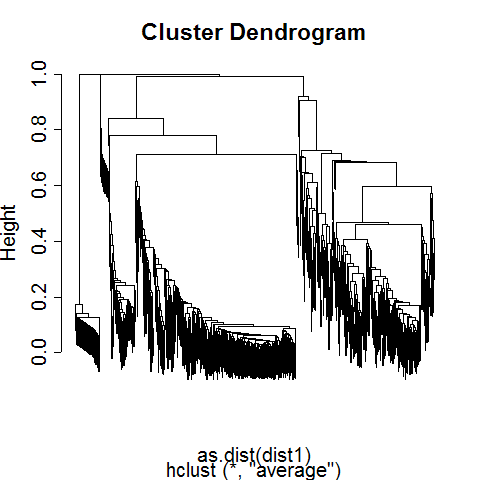 Cluster Dendrogram
Height
1.0
0.8
0.6
0.4
0.2
0.0
as.dist(dist1)
hclust (*, "average")